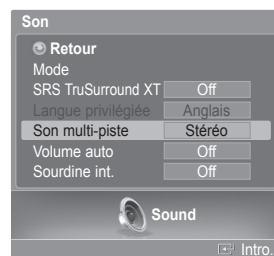 Son
Retour
Mode
SRS TruSurround XT Off
Langue privilégiée Anglais
Son multi-piste Stéréo
Volume auto Off
Sourdine int. Off
Sound
Intro.